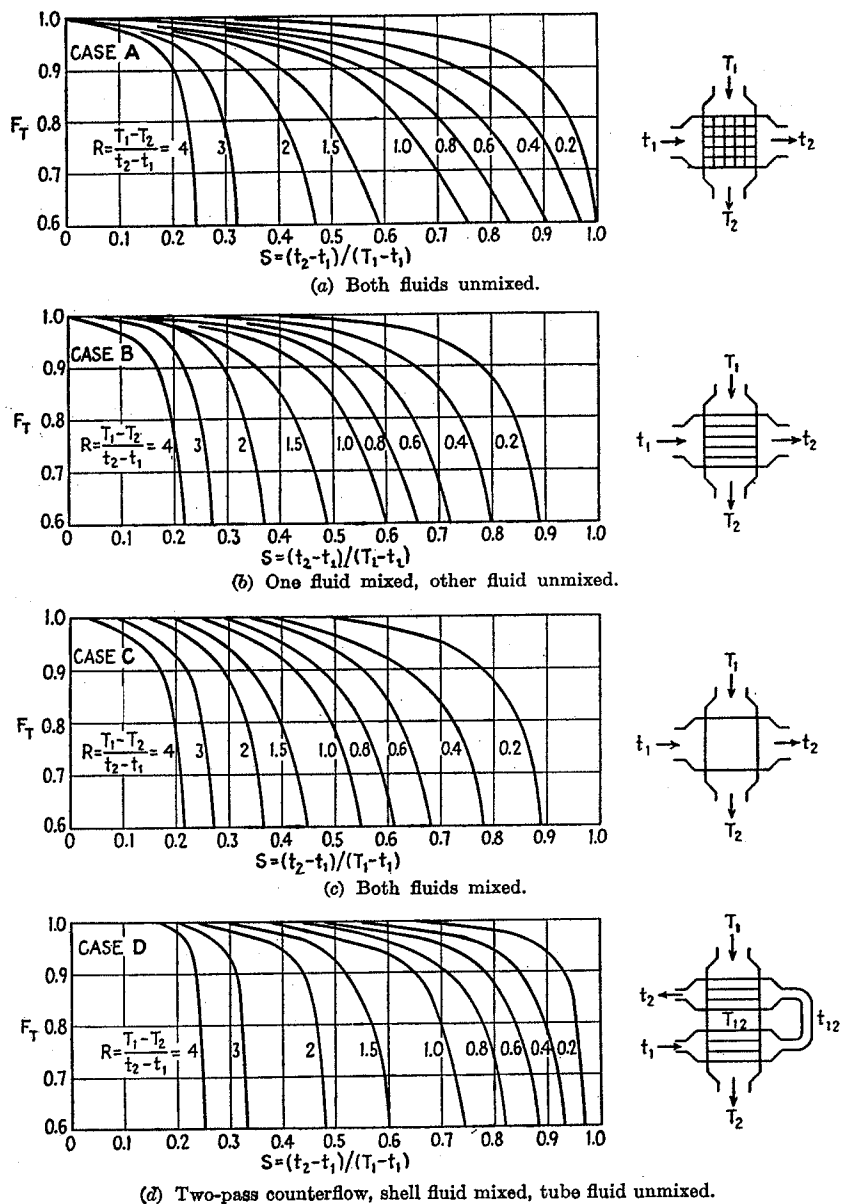 CASE A
F_T
1.0
0.9
0.8
0.7
0.6
R=(T₁-T₂)/(t₂-t₁)= 4 3 2 1.5 1.0 0.8 0.6 0.4 0.2
0 0.1 0.2 0.3 0.4 0.5 0.6 0.7 0.8 0.9 1.0
S=(t₂-t₁)/(T₁-t₁)
T₁
t₁
t₂
T₂
(a) Both fluids unmixed.
CASE B
F_T
1.0
0.9
0.8
0.7
0.6
R=(T₁-T₂)/(t₂-t₁)= 4 3 2 1.5 1.0 0.8 0.6 0.4 0.2
0 0.1 0.2 0.3 0.4 0.5 0.6 0.7 0.8 0.9 1.0
S=(t₂-t₁)/(T₁-t₁)
T₁
t₁
t₂
T₂
(b) One fluid mixed, other fluid unmixed.
CASE C
F_T
1.0
0.9
0.8
0.7
0.6
R=(T₁-T₂)/(t₂-t₁)= 4 3 2 1.5 1.0 0.8 0.6 0.4 0.2
0 0.1 0.2 0.3 0.4 0.5 0.6 0.7 0.8 0.9 1.0
S=(t₂-t₁)/(T₁-t₁)
T₁
t₁
t₂
T₂
(c) Both fluids mixed.
CASE D
F_T
1.0
0.9
0.8
0.7
0.6
R=(T₁-T₂)/(t₂-t₁)= 4 3 2 1.5 1.0 0.8 0.6 0.4 0.2
0 0.1 0.2 0.3 0.4 0.5 0.6 0.7 0.8 0.9 1.0
S=(t₂-t₁)/(T₁-t₁)
T₁
t₂
T₁₂
t₁₂
t₁
T₂
(d) Two-pass counterflow, shell fluid mixed, tube fluid unmixed.